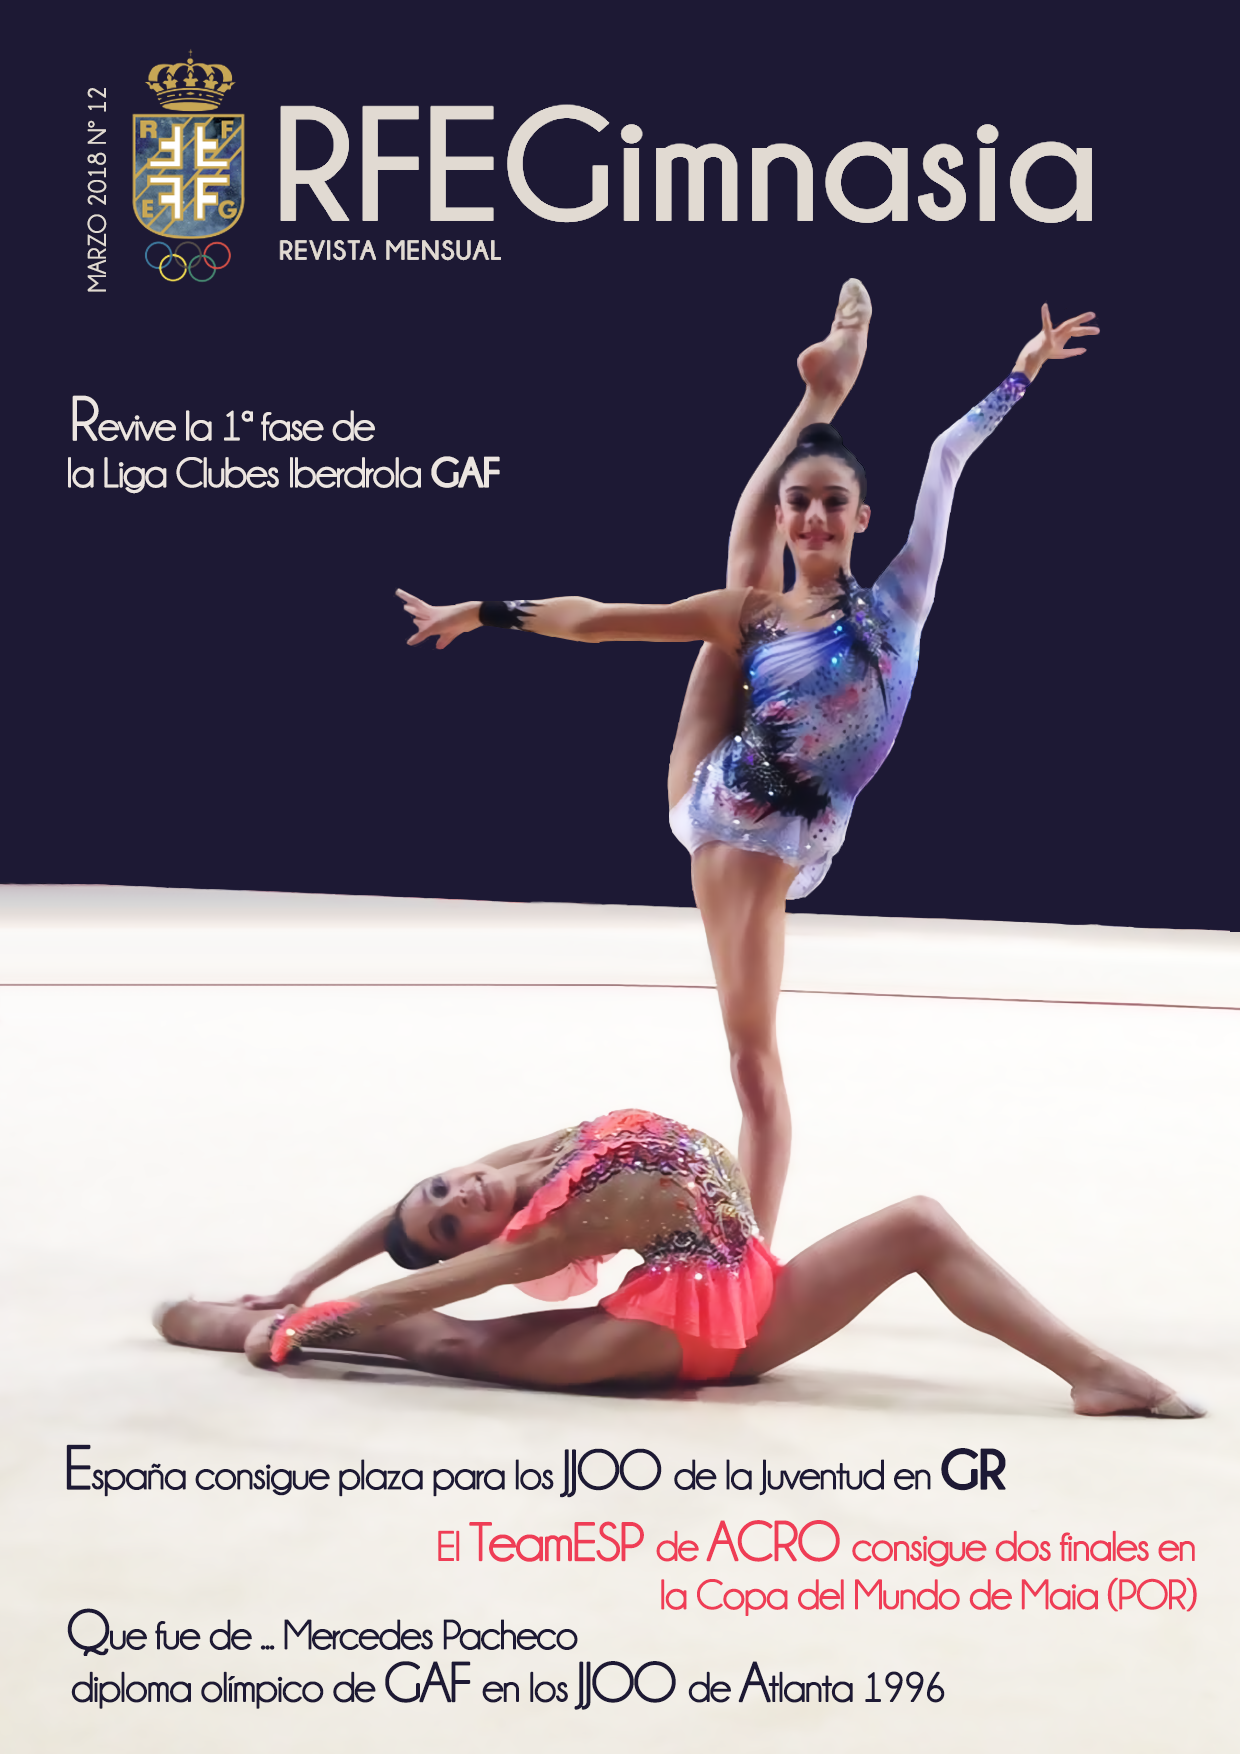 MARZO 2018 Nº 12
R F
E G
RFEGimnasia
REVISTA MENSUAL
Revive la 1ª fase de
la Liga Clubes Iberdrola GAF
España consigue plaza para los JJOO de la Juventud en GR
El TeamESP de ACRO consigue dos finales en
la Copa del Mundo de Maia (POR)
Que fue de ... Mercedes Pacheco
diploma olímpico de GAF en los JJOO de Atlanta 1996